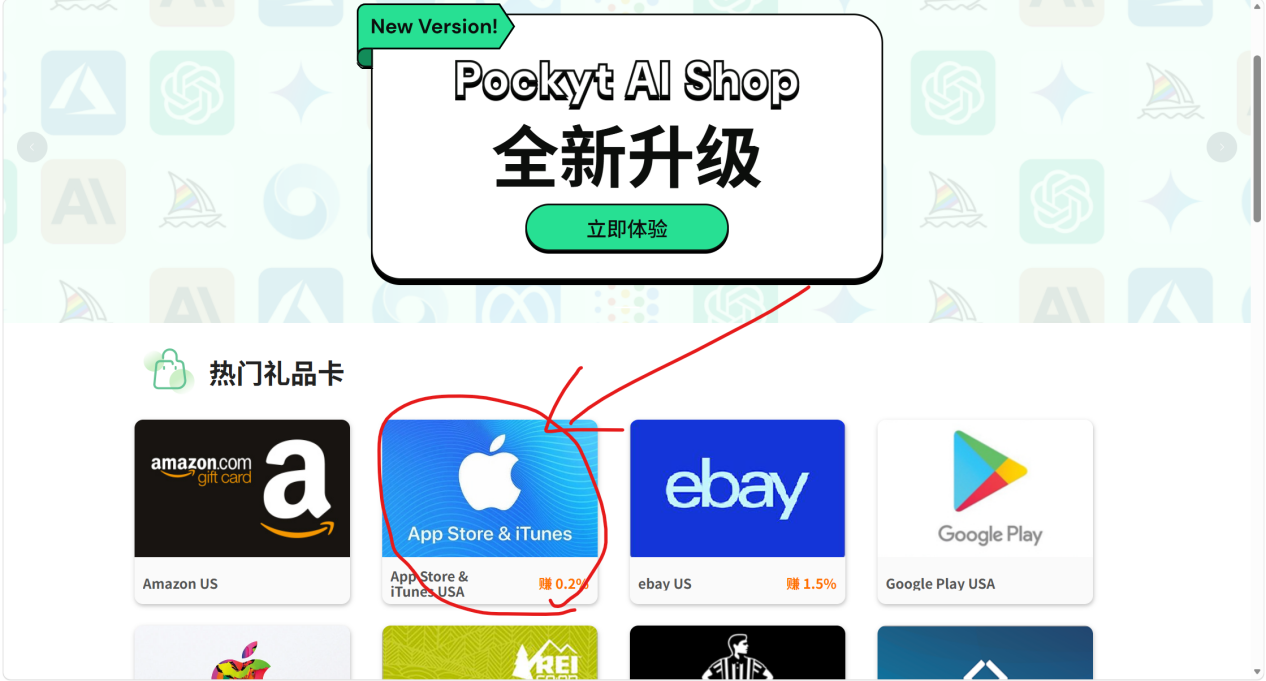 New Version!
Pockyt AI Shop
全新升级
立即体验
热门礼品卡
amazon.com
gift card
a
App Store & iTunes
ebay
Google Play
Amazon US
App Store &
iTunes USA
赚 0.2%
ebay US
赚 1.5%
Google Play USA
REI